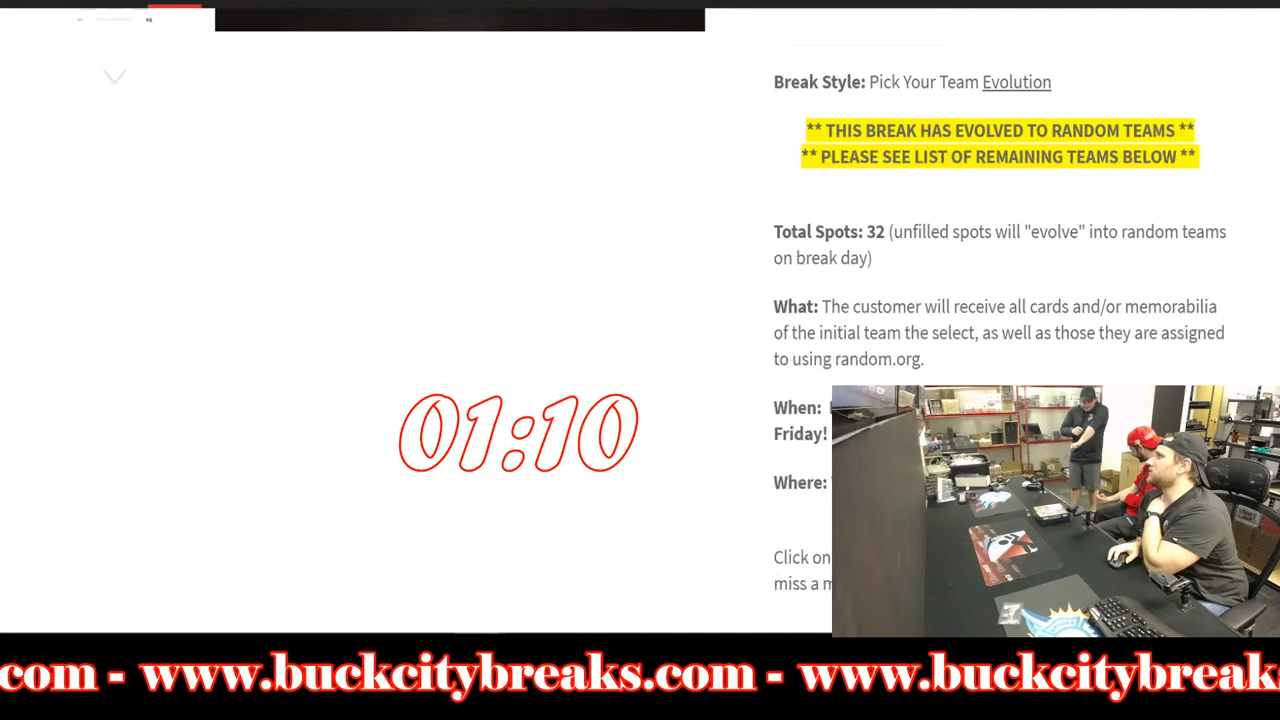 Break Style: Pick Your Team Evolution
** THIS BREAK HAS EVOLVED TO RANDOM TEAMS **
** PLEASE SEE LIST OF REMAINING TEAMS BELOW **
Total Spots: 32 (unfilled spots will "evolve" into random teams
on break day)
What: The customer will receive all cards and/or memorabilia
of the initial team the select, as well as those they are assigned
to using random.org.
01:10
When:
Friday!
Where:
Click on
miss a
com - www.buckcitybreaks.com - www.buckcitybreaks